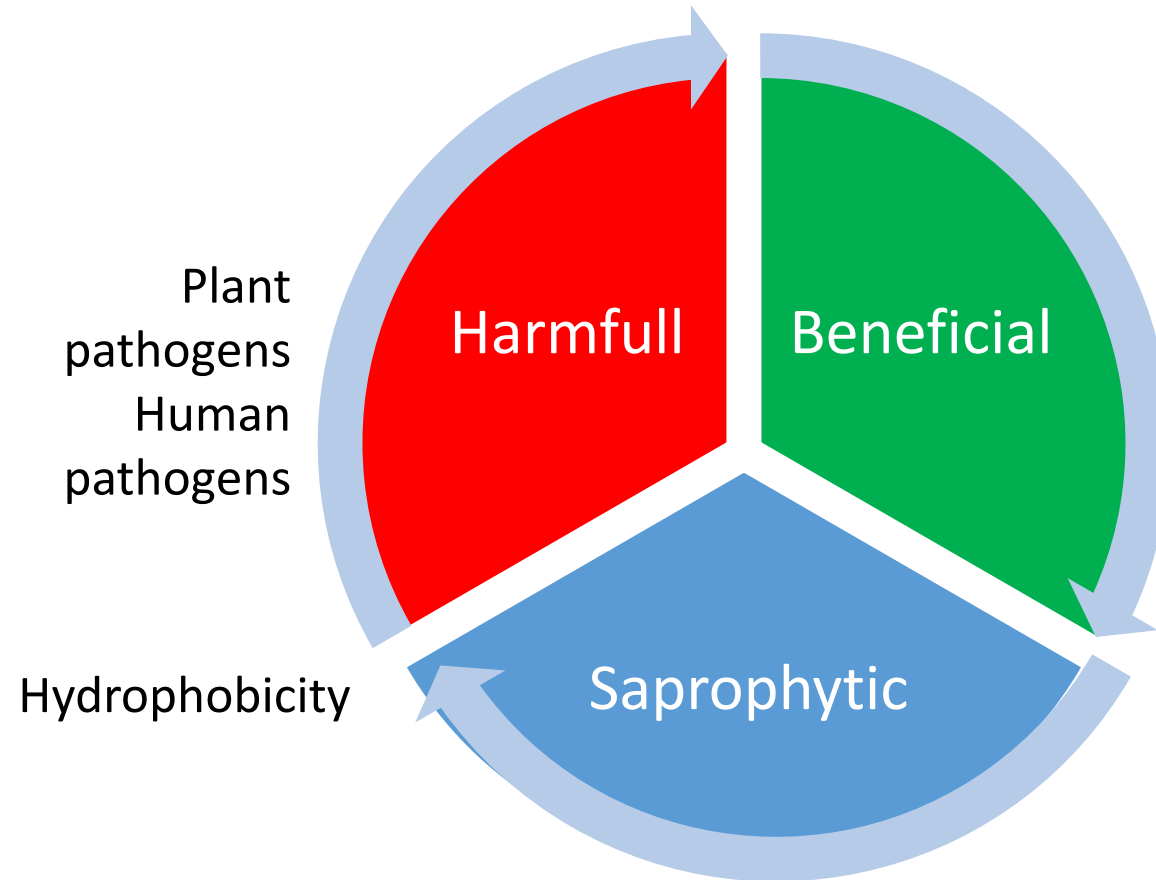 Plant
pathogens
Human
pathogens
Harmfull
Beneficial
Hydrophobicity
Saprophytic